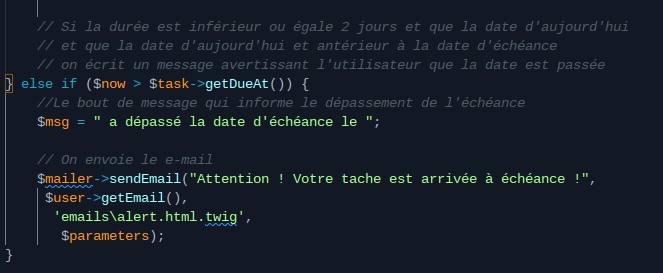 // Si la durée est inférieur ou égale 2 jours et que la date d'aujourd'hui
// et que la date d'aujourd'hui et antérieur à la date d'échéance
// on écrit un message avertissant l'utilisateur que la date est passée
} else if ($now > $task->getDueAt()) {
//Le bout de message qui informe le dépassement de l'échéance
$msg = " a dépassé la date d'échéance le ";
// On envoie le e-mail
$mailer->sendEmail("Attention ! Votre tache est arrivée à échéance !",
$user->getEmail(),
'emails\alert.html.twig',
$parameters);
}